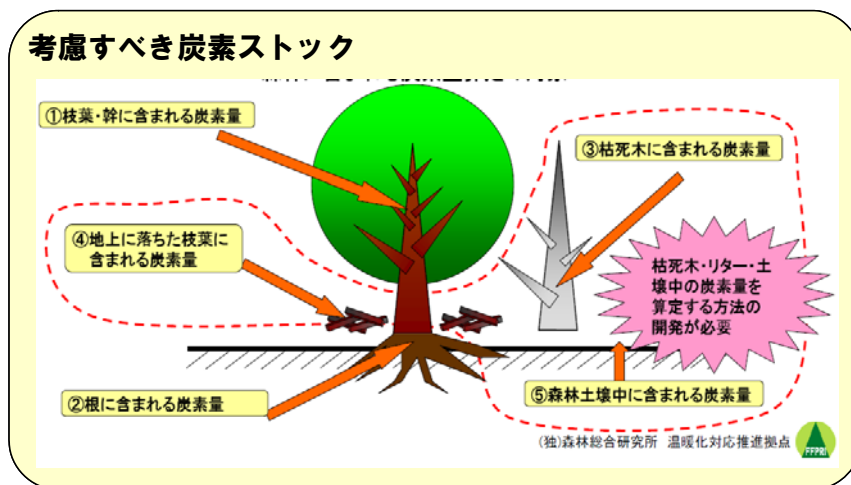 考慮すべき炭素ストック
①枝葉・幹に含まれる炭素量
③枯死木に含まれる炭素量
④地上に落ちた枝葉に
含まれる炭素量
枯死木・リター・土
壌中の炭素量を
算定する方法の
開発が必要
②根に含まれる炭素量
⑤森林土壌中に含まれる炭素量
(独)森林総合研究所 温暖化対応推進拠点
FFPRI